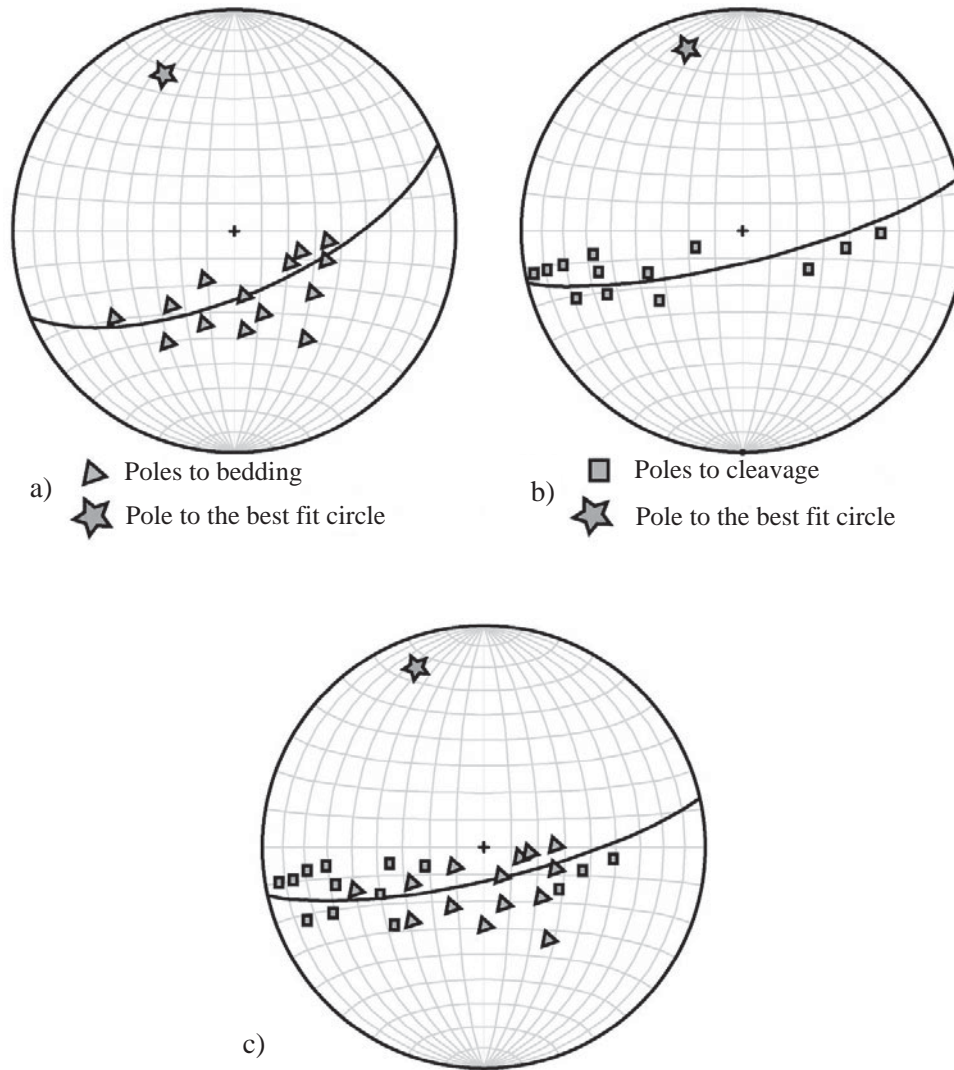 a)
Poles to bedding
Pole to the best fit circle
b)
Poles to cleavage
Pole to the best fit circle
c)